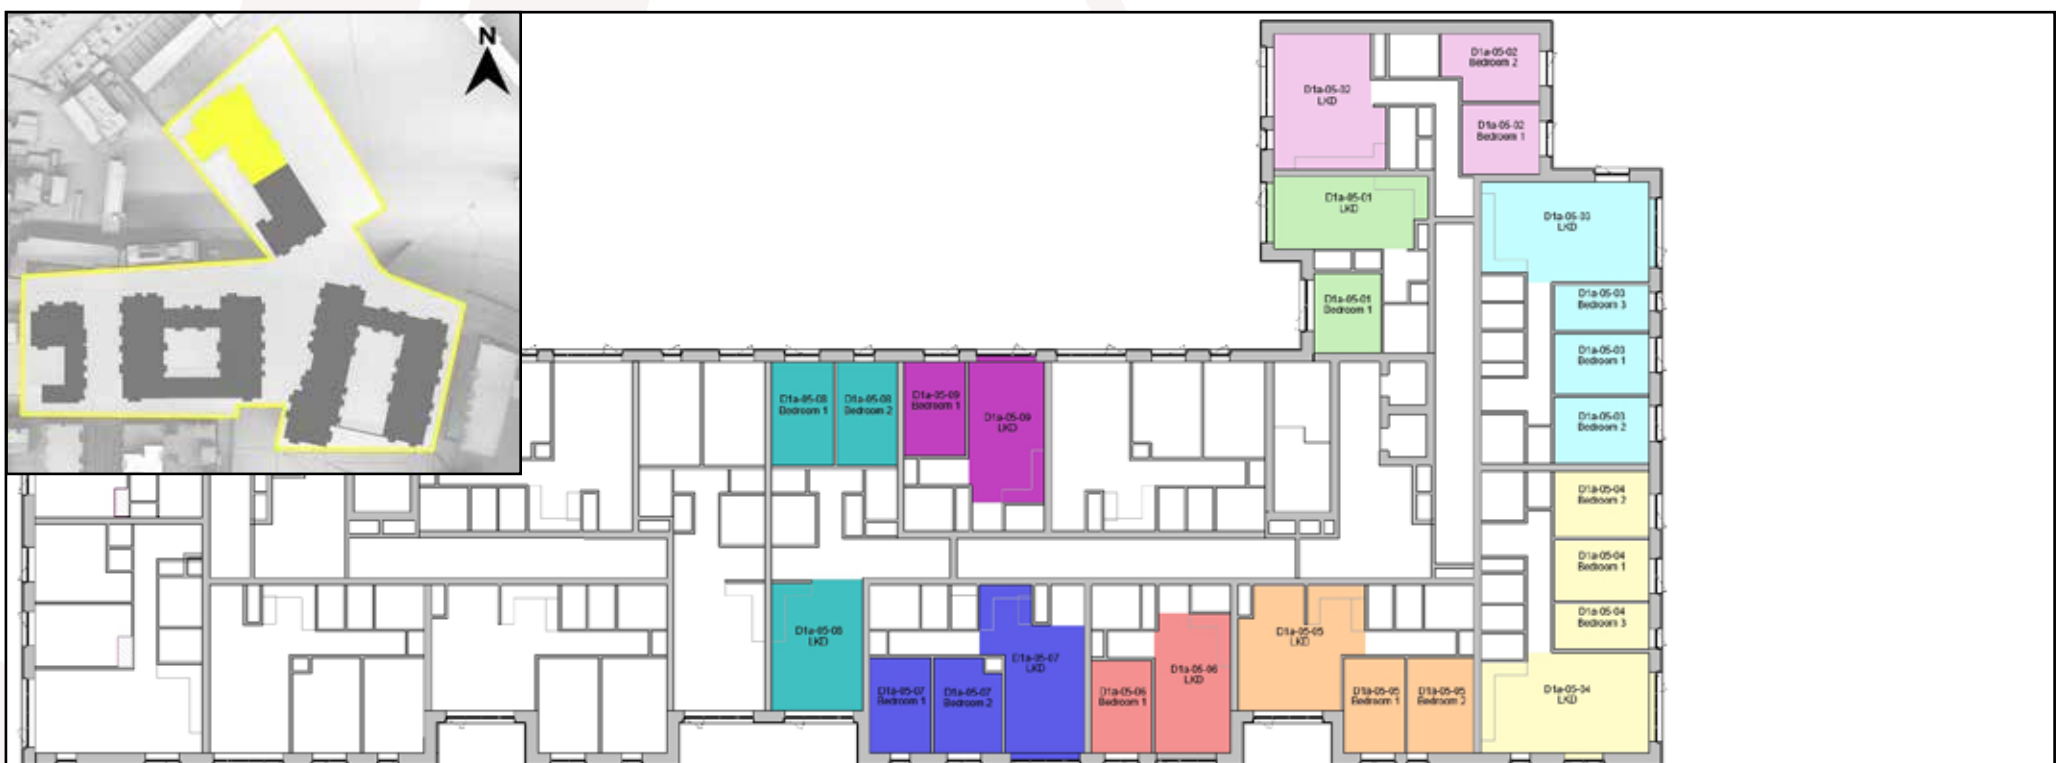 N
D1a-05-02
LKD
D1a-05-02
Bedroom 2
D1a-05-02
Bedroom 1
D1a-05-01
LKD
D1a-05-01
Bedroom 1
D1a-05-03
LKD
D1a-05-03
Bedroom 3
D1a-05-03
Bedroom 1
D1a-05-03
Bedroom 2
D1a-05-08
Bedroom 1
D1a-05-08
Bedroom 2
D1a-05-09
Bedroom 1
D1a-05-09
LKD
D1a-05-04
Bedroom 2
D1a-05-04
Bedroom 1
D1a-05-04
Bedroom 3
D1a-05-04
LKD
D1a-05-08
LKD
D1a-05-07
Bedroom 1
D1a-05-07
Bedroom 2
D1a-05-07
LKD
D1a-05-06
Bedroom 1
D1a-05-06
LKD
D1a-05-05
LKD
D1a-05-05
Bedroom 1
D1a-05-05
Bedroom 2